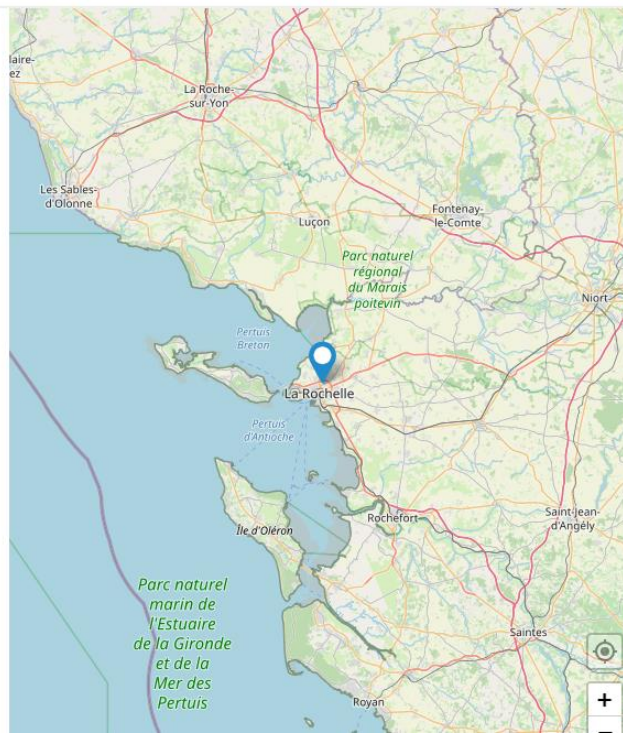 laire-
ez
La Roche-
sur-Yon
Les Sables-
d'Olonne
Luçon
Fontenay-
le-Comte
Parc naturel
régional
du Marais
poitevin
Niort
Pertuis
Breton
La Rochelle
Pertuis
d'Antioche
Île d'Oléron
Rochefort
Saint-Jean-
d'Angély
Parc naturel
marin de
l'Estuaire
de la Gironde
et de la
Mer des
Pertuis
Saintes
Royan
+